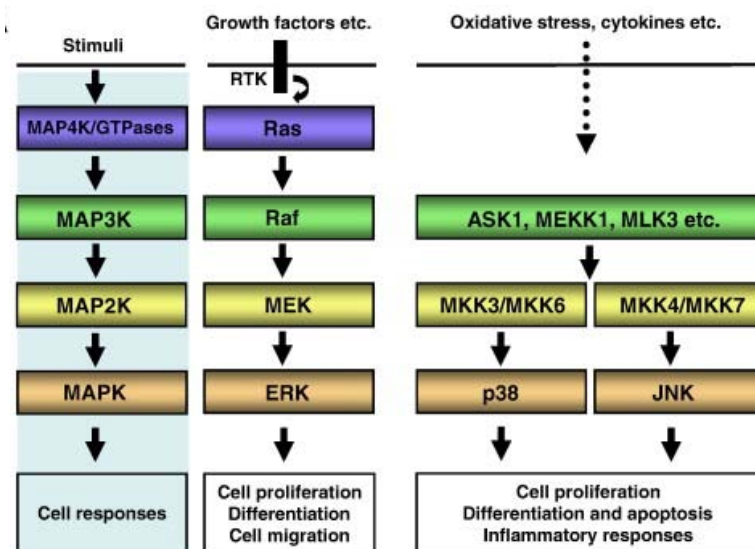 Stimuli
MAP4K/GTPases
MAP3K
MAP2K
MAPK
Cell responses
Growth factors etc.
RTK
Ras
Raf
MEK
ERK
Cell proliferation
Differentiation
Cell migration
Oxidative stress, cytokines etc.
ASK1, MEKK1, MLK3 etc.
MKK3/MKK6
MKK4/MKK7
p38
JNK
Cell proliferation
Differentiation and apoptosis
Inflammatory responses